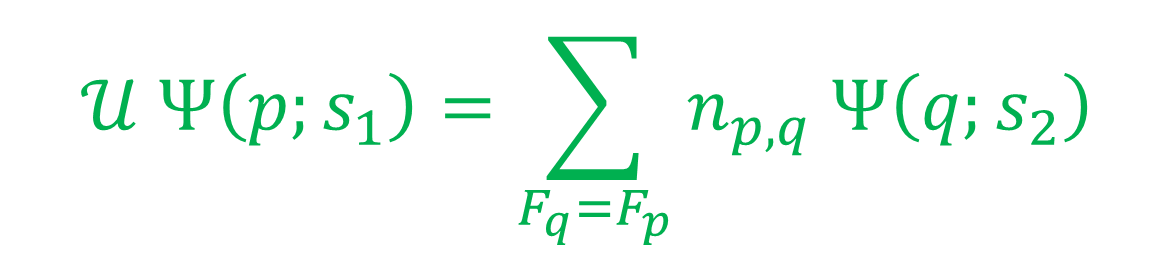 𝒰 Ψ(p; s₁) = ∑_{F_q=F_p} n_{p,q} Ψ(q; s₂)